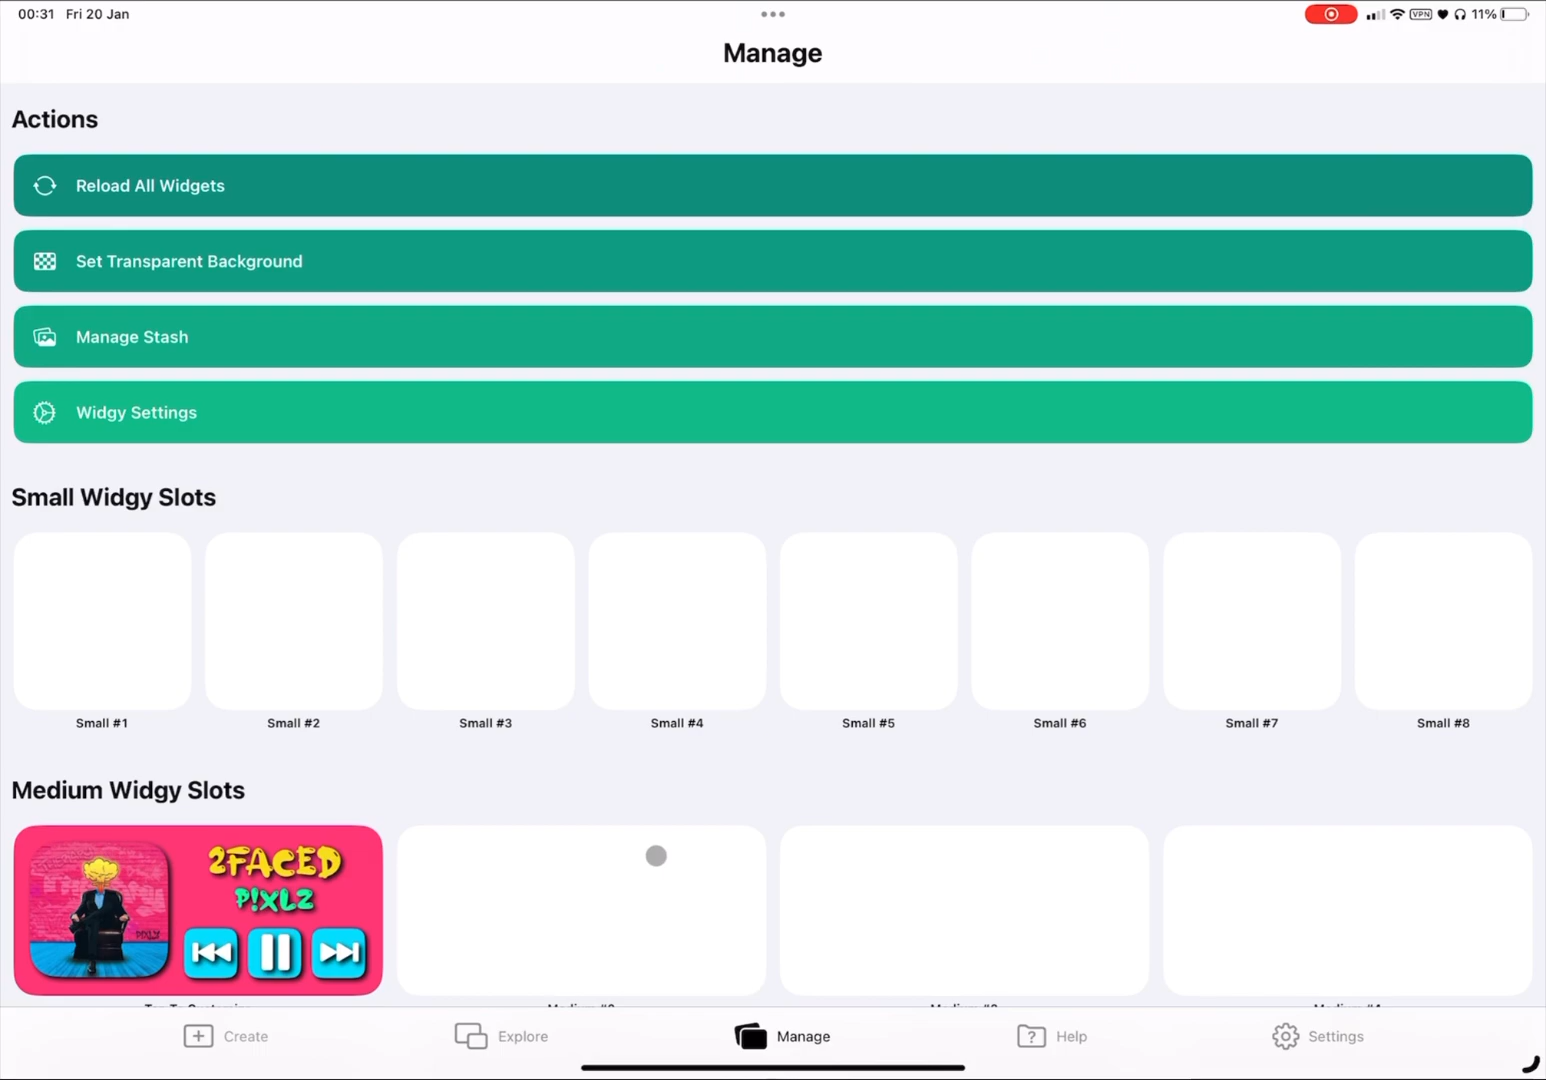 00:31 Fri 20 Jan
VPN 11%
Manage
Actions
Reload All Widgets
Set Transparent Background
Manage Stash
Widgy Settings
Small Widgy Slots
Small #1 Small #2 Small #3 Small #4 Small #5 Small #6 Small #7 Small #8
Medium Widgy Slots
2FACED
P!XLZ
Create Explore Manage Help Settings